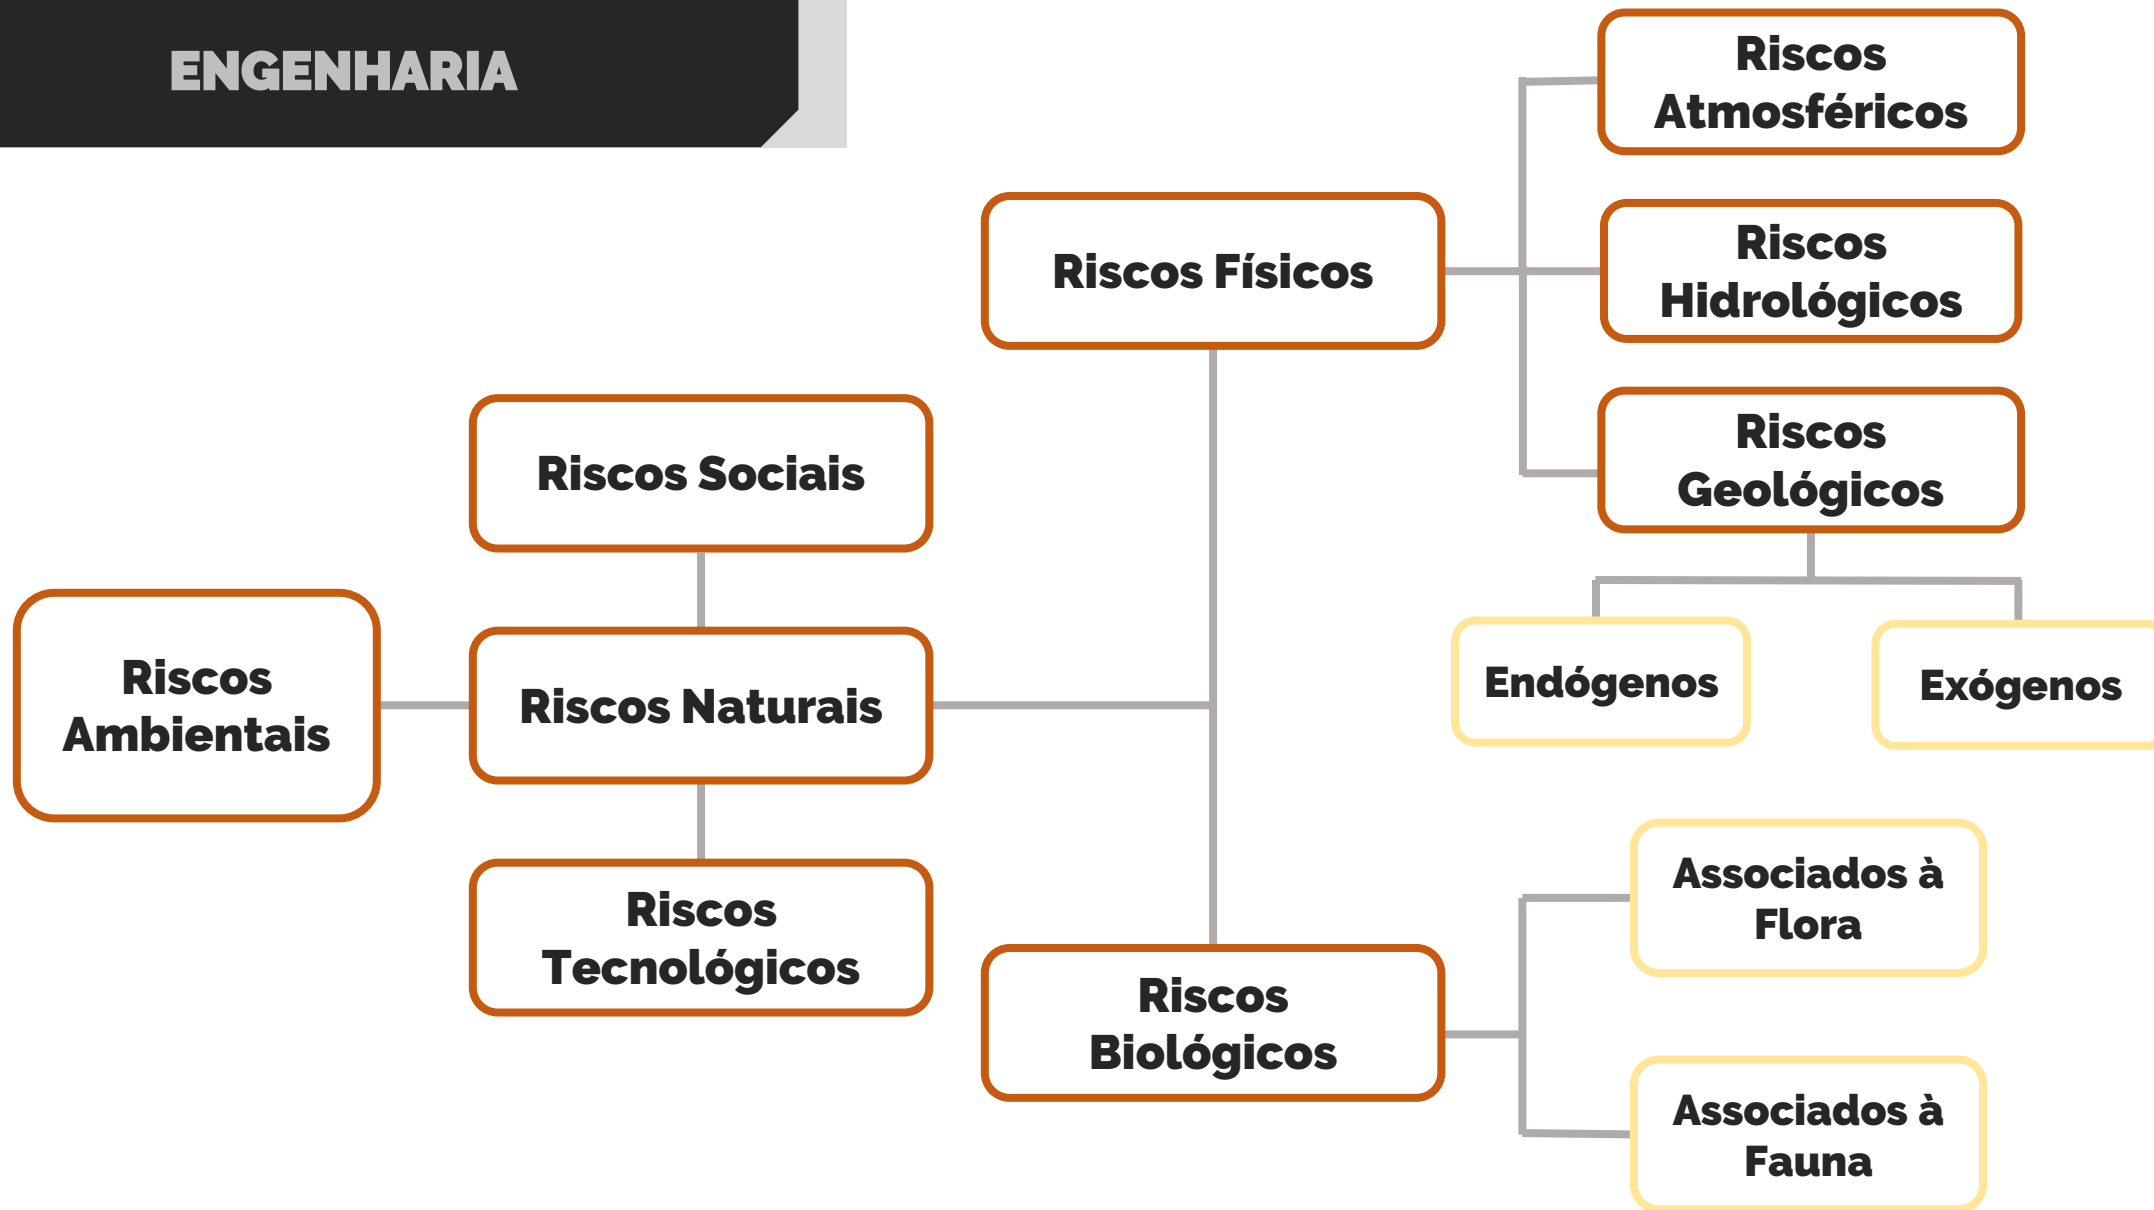 ENGENHARIA
Riscos
Atmosféricos
Riscos
Hidrológicos
Riscos Físicos
Riscos
Geológicos
Riscos Sociais
Endógenos
Exógenos
Riscos
Ambientais
Riscos Naturais
Riscos
Tecnológicos
Riscos
Biológicos
Associados à
Flora
Associados à
Fauna